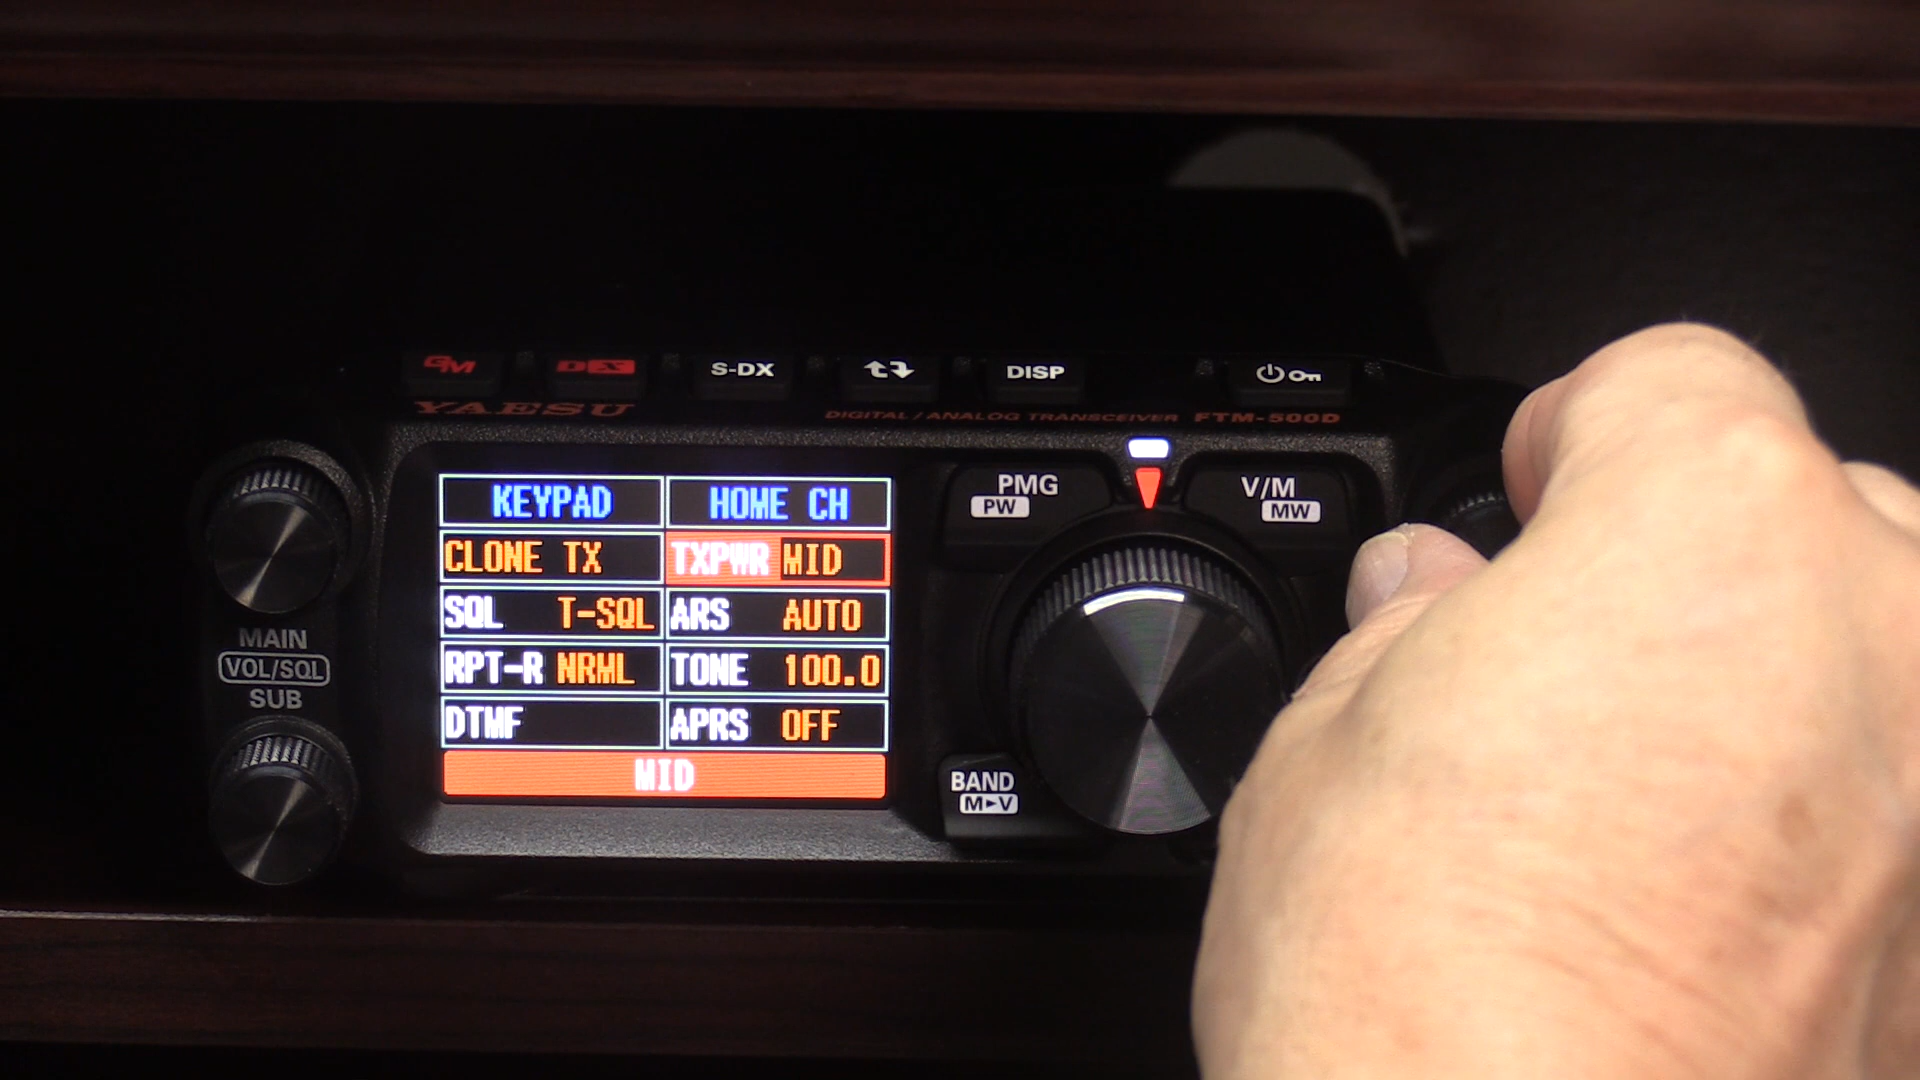 GM DX S-DX DISP
YAESU DIGITAL / ANALOG TRANSCEIVER FTM-500D
KEYPAD HOME CH
CLONE TX TXPWR MID
SQL T-SQL ARS AUTO
RPT-R NRML TONE 100.0
DTMF APRS OFF
MID
MAIN
VOL/SQL
SUB
PMG
PW
V/M
MW
BAND
M►V